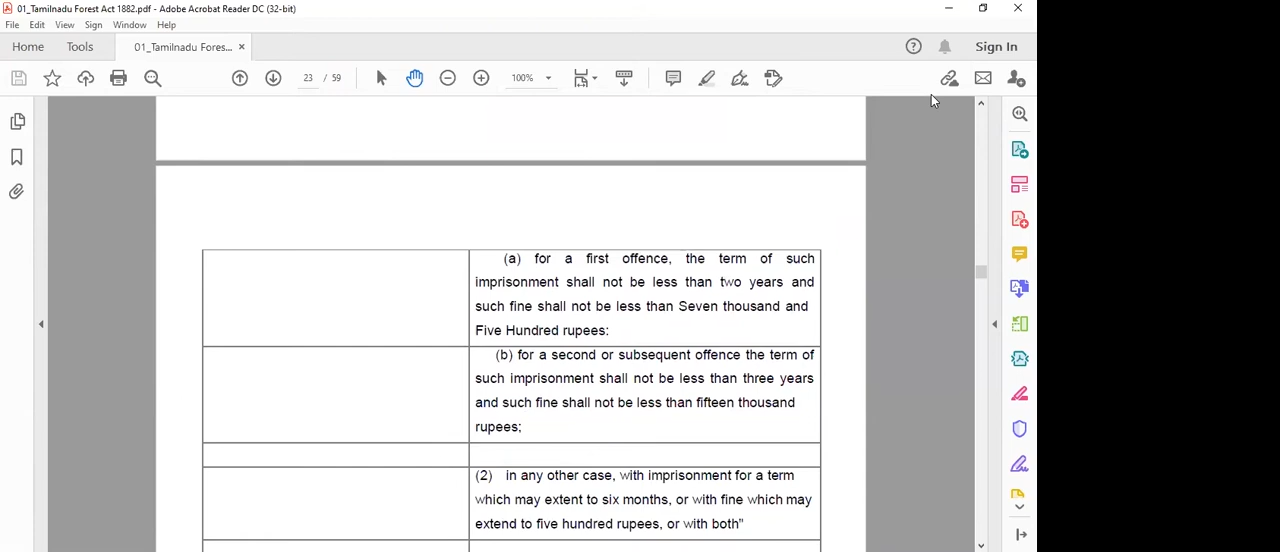 01_Tamilnadu Forest Act 1882.pdf - Adobe Acrobat Reader DC (32-bit)
File Edit View Sign Window Help
Home Tools 01_Tamilnadu Fores... × Sign In
23 / 59 100%
(a) for a first offence, the term of such
imprisonment shall not be less than two years and
such fine shall not be less than Seven thousand and
Five Hundred rupees:
(b) for a second or subsequent offence the term of
such imprisonment shall not be less than three years
and such fine shall not be less than fifteen thousand
rupees;
(2) in any other case, with imprisonment for a term
which may extent to six months, or with fine which may
extend to five hundred rupees, or with both"